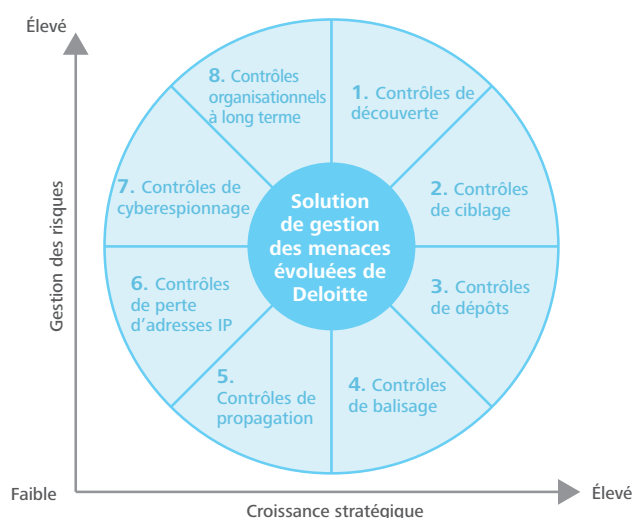 Élevé
Gestion des risques
8. Contrôles
organisationnels
à long terme
1. Contrôles de
découverte
7. Contrôles de
cyberespionnage
2. Contrôles
de ciblage
Solution
de gestion
des menaces
évoluées de
Deloitte
6. Contrôles
de perte
d'adresses IP
3. Contrôles
de dépôts
5.
Contrôles de
propagation
4. Contrôles
de balisage
Faible
Élevé
Croissance stratégique